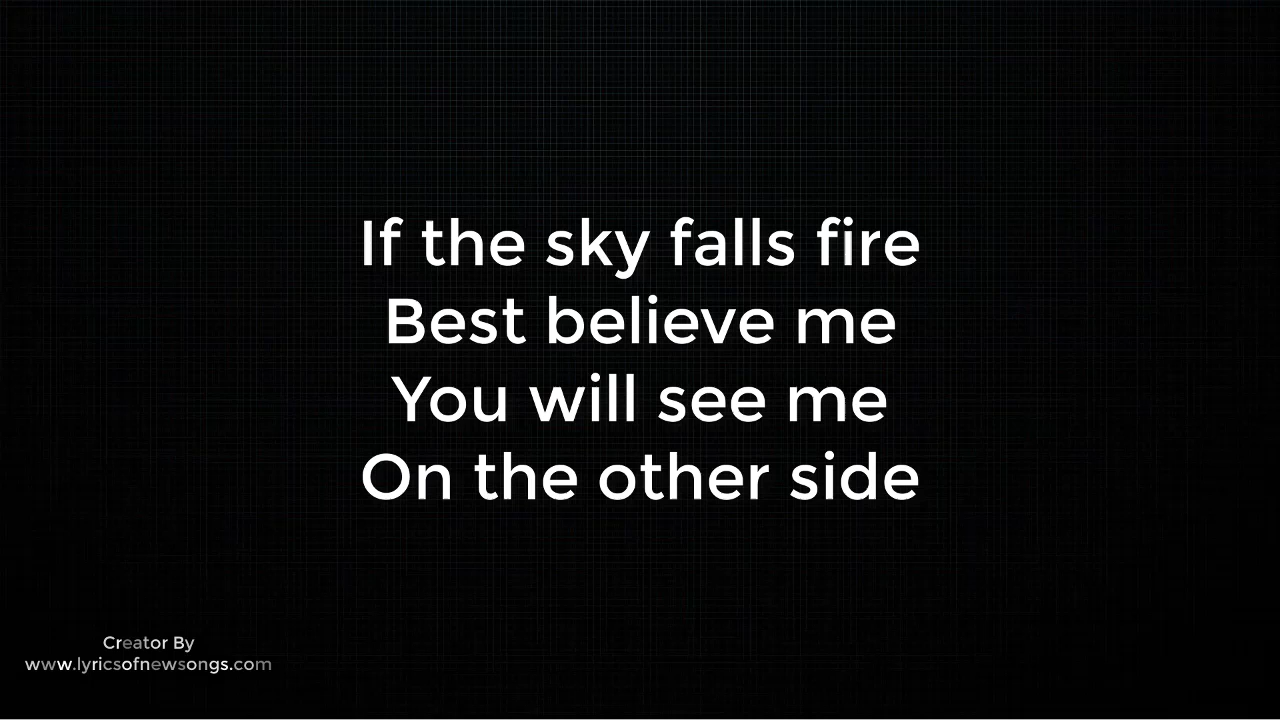 If the sky falls fire
Best believe me
You will see me
On the other side
Creator By
www.lyricsofnewsongs.com